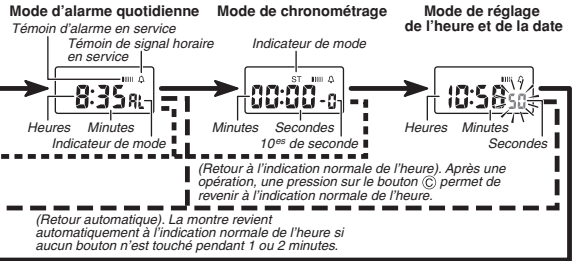 Mode d'alarme quotidienne
Témoin d'alarme en service
Témoin de signal horaire
en service
8:35 AL
Heures
Minutes
Indicateur de mode
Mode de chronométrage
Indicateur de mode
ST
00:00-0
Minutes
Secondes
10es de seconde
Mode de réglage
de l'heure et de la date
10:58 50
Heures
Minutes
Secondes
(Retour à l'indication normale de l'heure). Après une
opération, une pression sur le bouton Ⓒ permet de
revenir à l'indication normale de l'heure.
(Retour automatique). La montre revient
automatiquement à l'indication normale de l'heure si
aucun bouton n'est touché pendant 1 ou 2 minutes.